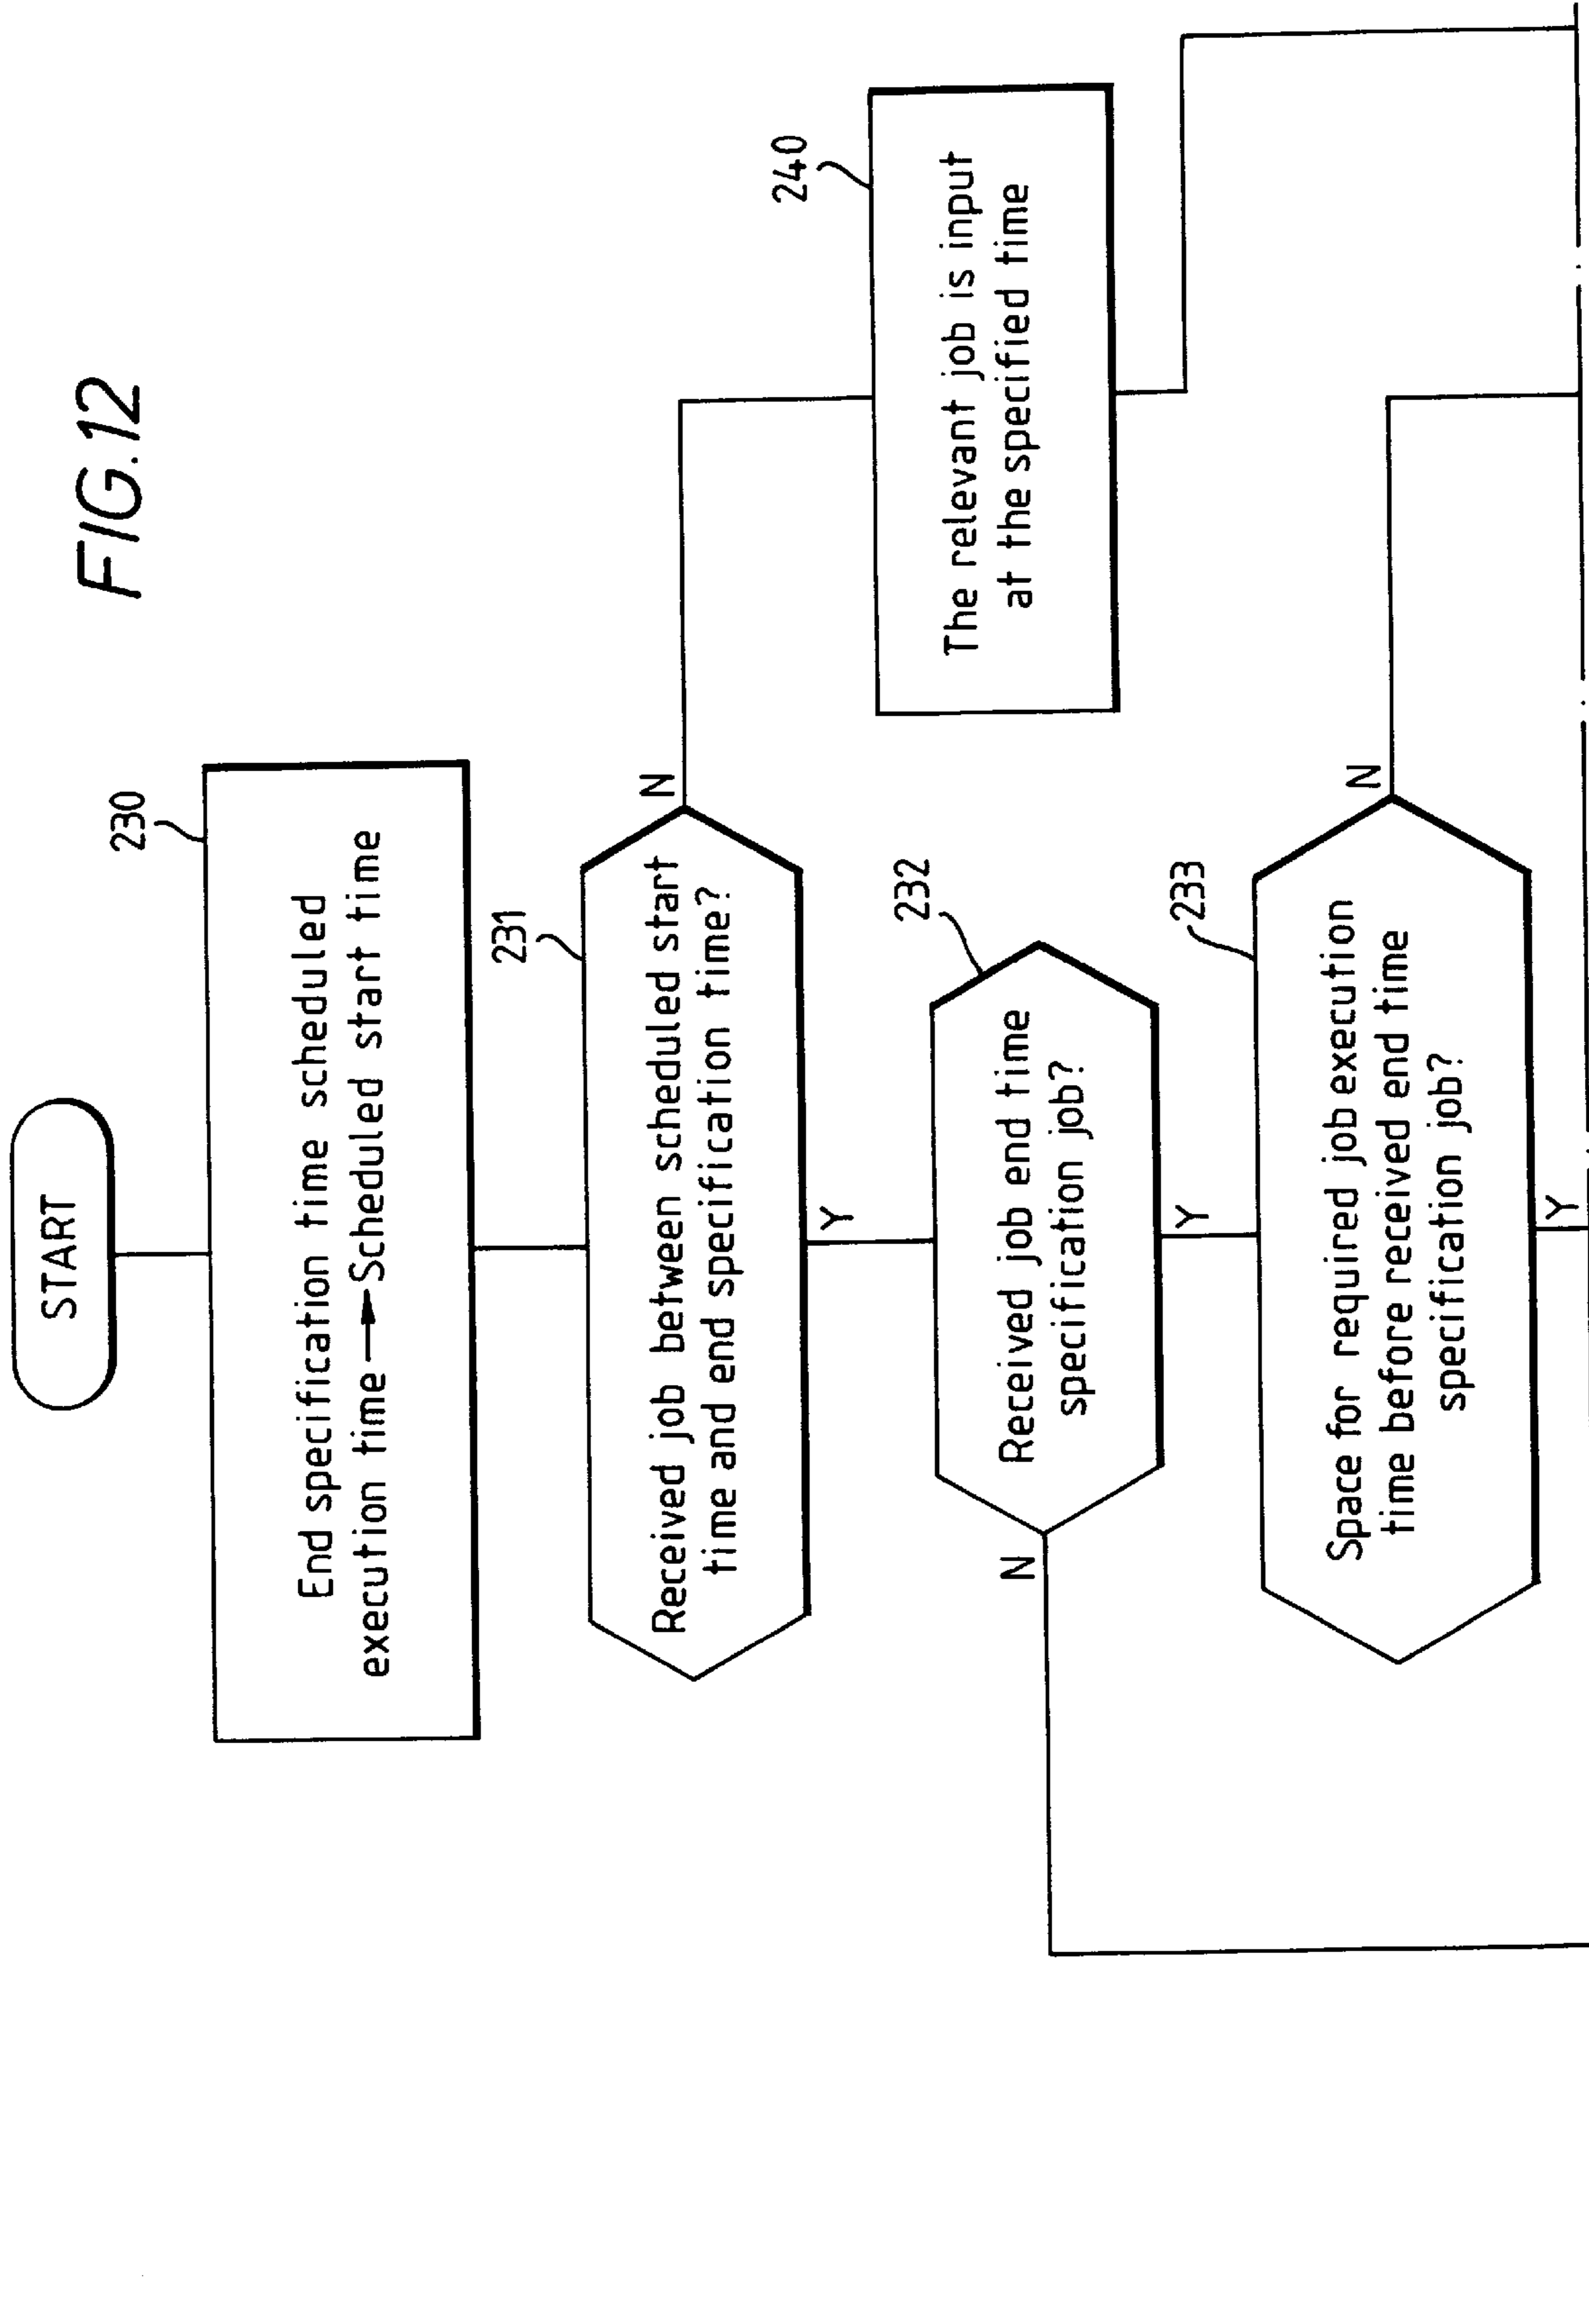 FIG.12
START
230
End specification time scheduled
execution time → Scheduled start time
231
Received job between scheduled start
time and end specification time?
N
Y
240
The relevant job is input
at the specified time
232
Received job end time
specification job?
N
Y
233
Space for required job execution
time before received end time
specification job?
N
Y